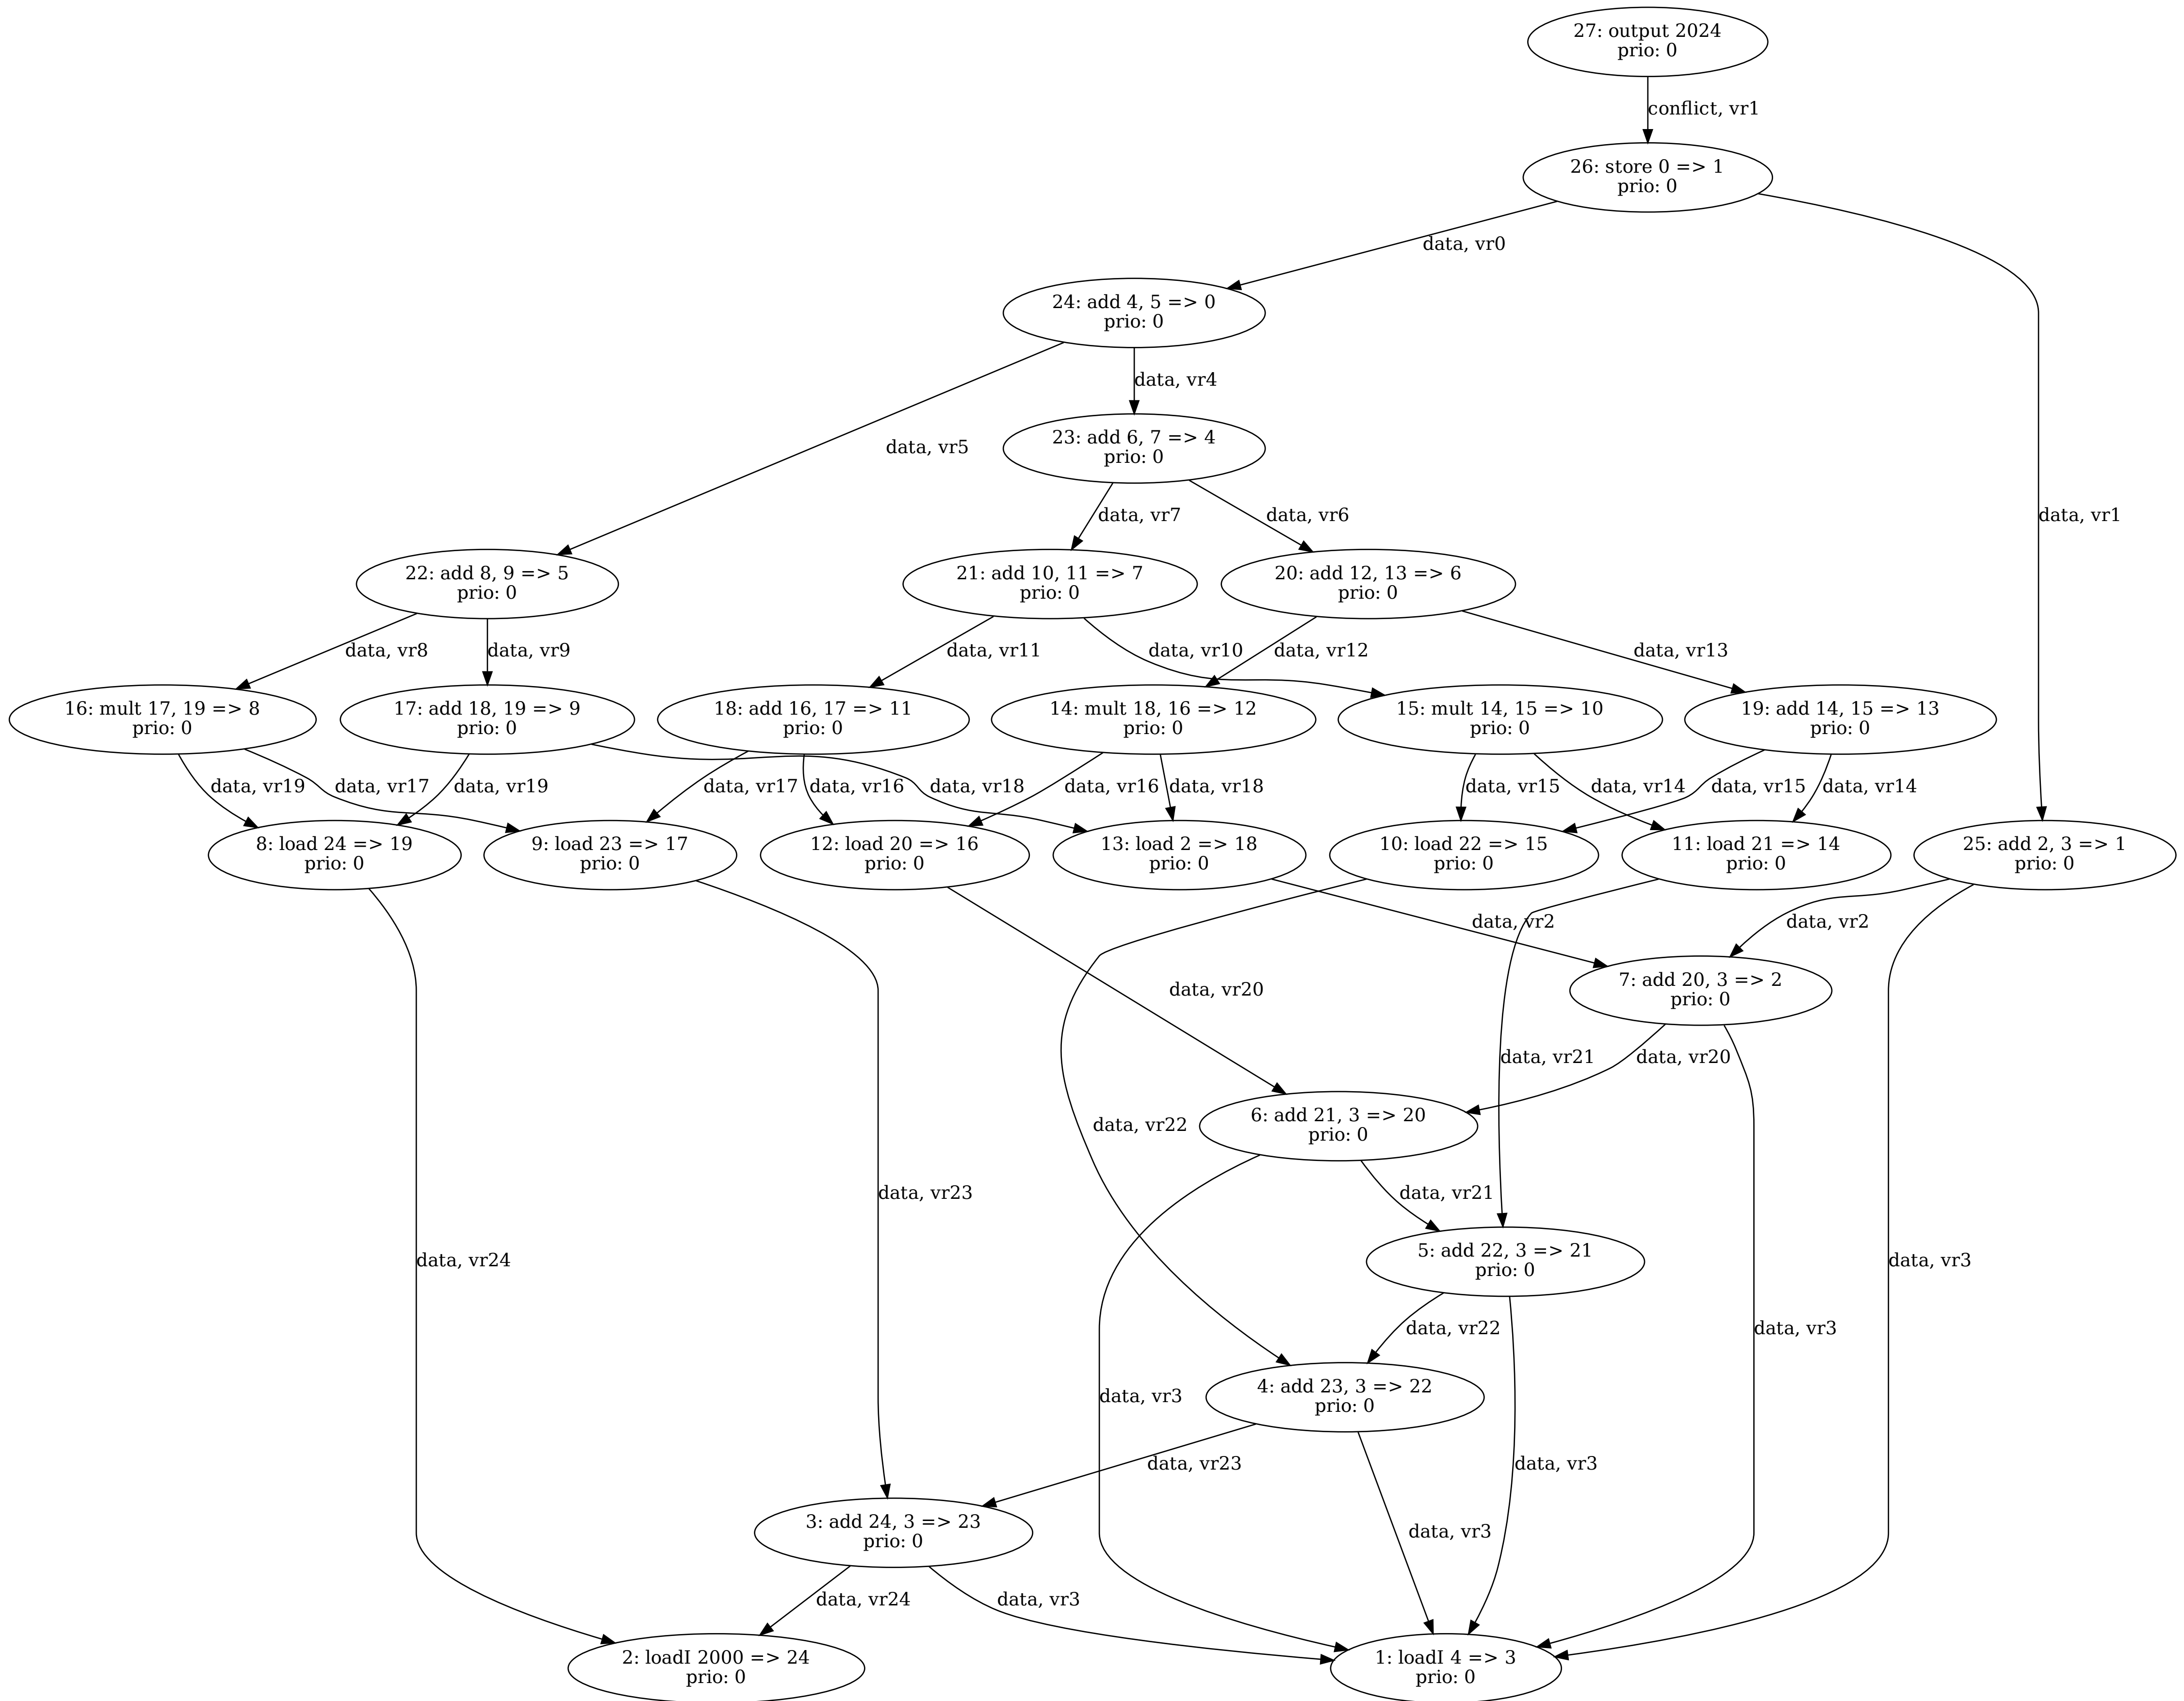 27: output 2024
prio: 0
conflict, vr1
26: store 0 => 1
prio: 0
data, vr0
24: add 4, 5 => 0
prio: 0
data, vr4
data, vr5
23: add 6, 7 => 4
prio: 0
data, vr7
data, vr6
data, vr1
22: add 8, 9 => 5
prio: 0
21: add 10, 11 => 7
prio: 0
20: add 12, 13 => 6
prio: 0
data, vr8
data, vr9
data, vr11
data, vr10
data, vr12
data, vr13
16: mult 17, 19 => 8
prio: 0
17: add 18, 19 => 9
prio: 0
18: add 16, 17 => 11
prio: 0
14: mult 18, 16 => 12
prio: 0
15: mult 14, 15 => 10
prio: 0
19: add 14, 15 => 13
prio: 0
data, vr19
data, vr17
data, vr19
data, vr17
data, vr16
data, vr18
data, vr16
data, vr18
data, vr15
data, vr14
data, vr15
data, vr14
8: load 24 => 19
prio: 0
9: load 23 => 17
prio: 0
12: load 20 => 16
prio: 0
13: load 2 => 18
prio: 0
10: load 22 => 15
prio: 0
11: load 21 => 14
prio: 0
25: add 2, 3 => 1
prio: 0
data, vr2
data, vr2
data, vr20
7: add 20, 3 => 2
prio: 0
data, vr21
data, vr20
data, vr22
6: add 21, 3 => 20
prio: 0
data, vr23
data, vr21
data, vr24
5: add 22, 3 => 21
prio: 0
data, vr3
data, vr22
data, vr3
data, vr3
4: add 23, 3 => 22
prio: 0
data, vr23
data, vr3
3: add 24, 3 => 23
prio: 0
data, vr3
data, vr24
data, vr3
2: loadI 2000 => 24
prio: 0
1: loadI 4 => 3
prio: 0